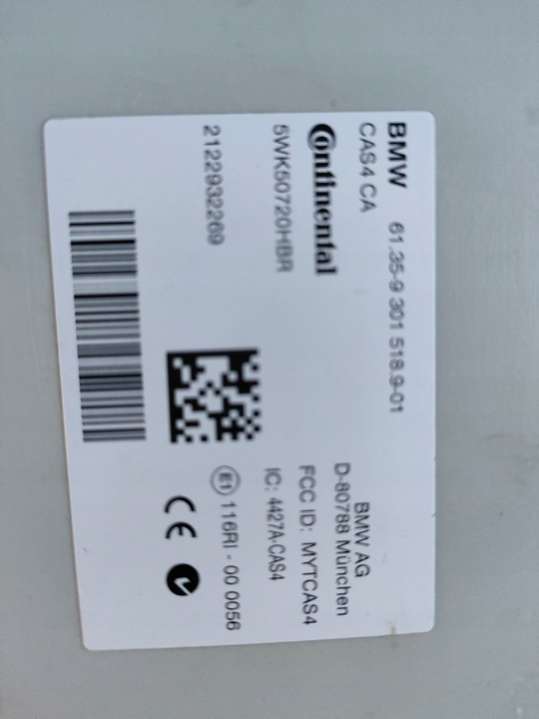 BMW 61.35-9 301 518.9-01
CAS4 CA
Continental
5WK50720HBR
2122932269
BMW AG
D-80788 München
FCC ID: MYTCAS4
IC: 4427A-CAS4
E1 116RI - 00 0056
CE